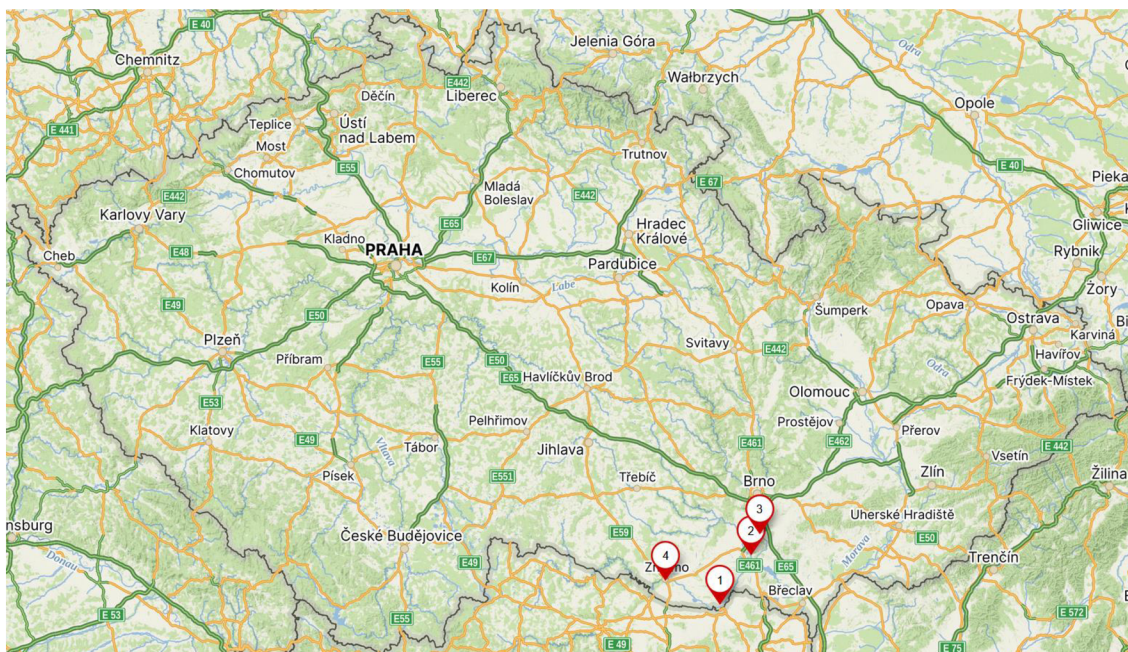 E 40
Jelenia Góra
Odra
Chemnitz
Wałbrzych
E442
Děčín
Liberec
Opole
Teplice
Ústí
nad Labem
E 441
Most
Trutnov
E55
E 40
Chomutov
E 67
Pieka
E442
Mladá
Boleslav
E442
Karlovy Vary
E65
Hradec
Králové
Gliwice
Kladno
PRAHA
Cheb
E48
E67
Rybnik
Pardubice
Kolín
Labe
Żory
E49
E50
Šumperk
Opava
Ostrava
Karviná
Plzeň
Svitavy
E442
Havířov
Příbram
E55
E50
E65
Havlíčkův Brod
Odra
Frýdek-Místek
Olomouc
E53
Pelhřimov
Prostějov
Přerov
Klatovy
E49
Vltava
Tábor
Jihlava
E461
E462
E 442
Vsetín
Písek
E551
Třebíč
Zlín
Žilina
Brno
3
Uherské Hradiště
nsburg
České Budějovice
E59
2
E50
Donau
4
Morava
Trenčín
E49
E461
E65
1
Břeclav
E 53
E55
E 572
E 49
E 75